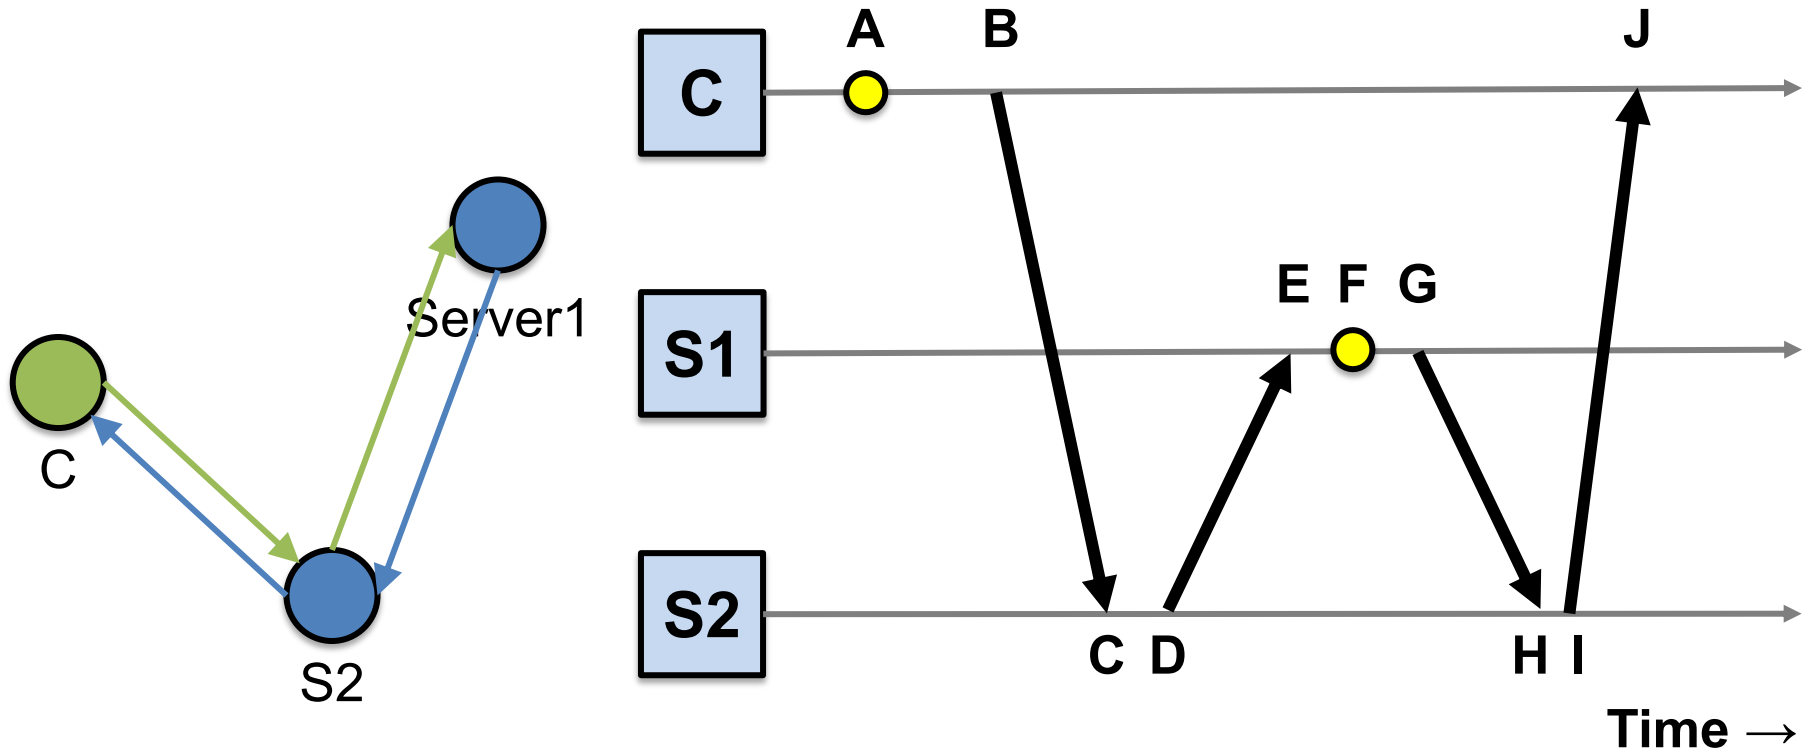 Server1
C
S2
A B J
C
E F G
S1
S2
C D H I
Time →